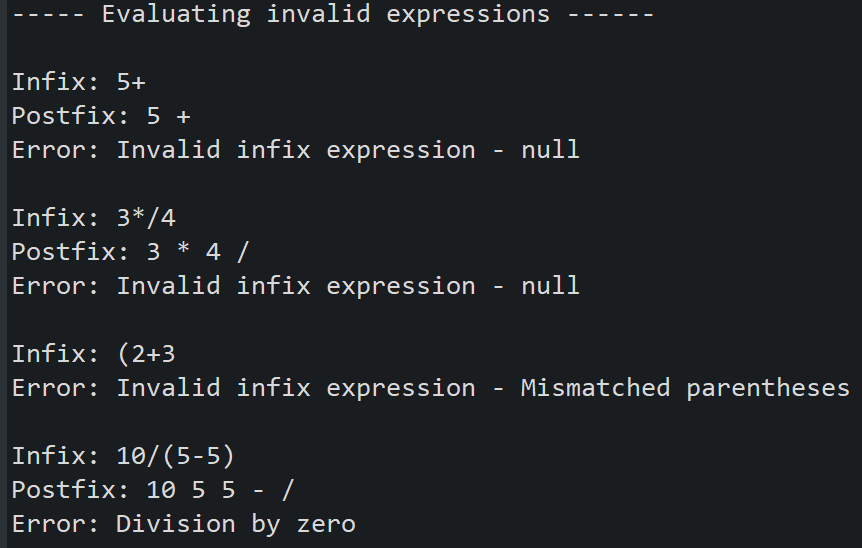 ----- Evaluating invalid expressions ------
Infix: 5+
Postfix: 5 +
Error: Invalid infix expression - null
Infix: 3*/4
Postfix: 3 * 4 /
Error: Invalid infix expression - null
Infix: (2+3
Error: Invalid infix expression - Mismatched parentheses
Infix: 10/(5-5)
Postfix: 10 5 5 - /
Error: Division by zero